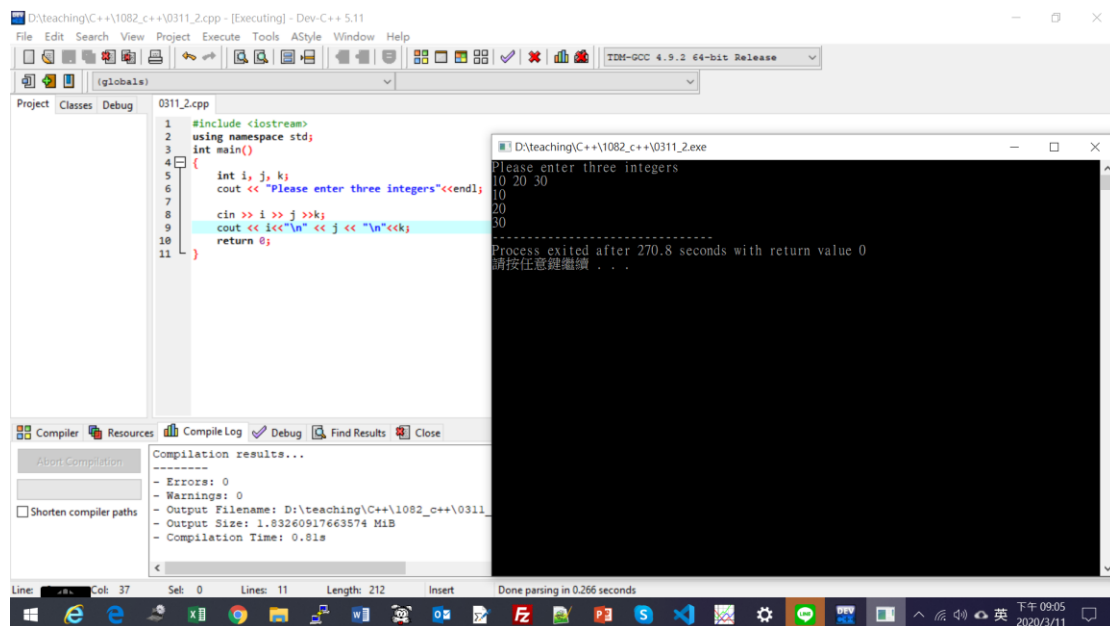 D:\teaching\C++\1082_c++\0311_2.cpp - [Executing] - Dev-C++ 5.11
File Edit Search View Project Execute Tools AStyle Window Help
TDM-GCC 4.9.2 64-bit Release
(globals)
Project Classes Debug 0311_2.cpp
1 #include <iostream>
2 using namespace std;
3 int main()
4 {
5 int i, j, k;
6 cout << "Please enter three integers"<<endl;
7
8 cin >> i >> j >>k;
9 cout << i<<"\n" << j << "\n"<<k;
10 return 0;
11 }
D:\teaching\C++\1082_c++\0311_2.exe
Please enter three integers
10 20 30
10
20
30
--------------------------------
Process exited after 270.8 seconds with return value 0
請按任意鍵繼續 . . .
Compiler Resources Compile Log Debug Find Results Close
Abort Compilation
Shorten compiler paths
Compilation results...
--------
- Errors: 0
- Warnings: 0
- Output Filename: D:\teaching\C++\1082_c++\0311_
- Output Size: 1.83260917663574 MiB
- Compilation Time: 0.81s
Line: Col: 37 Sel: 0 Lines: 11 Length: 212 Insert Done parsing in 0.266 seconds
英
下午 09:05
2020/3/11